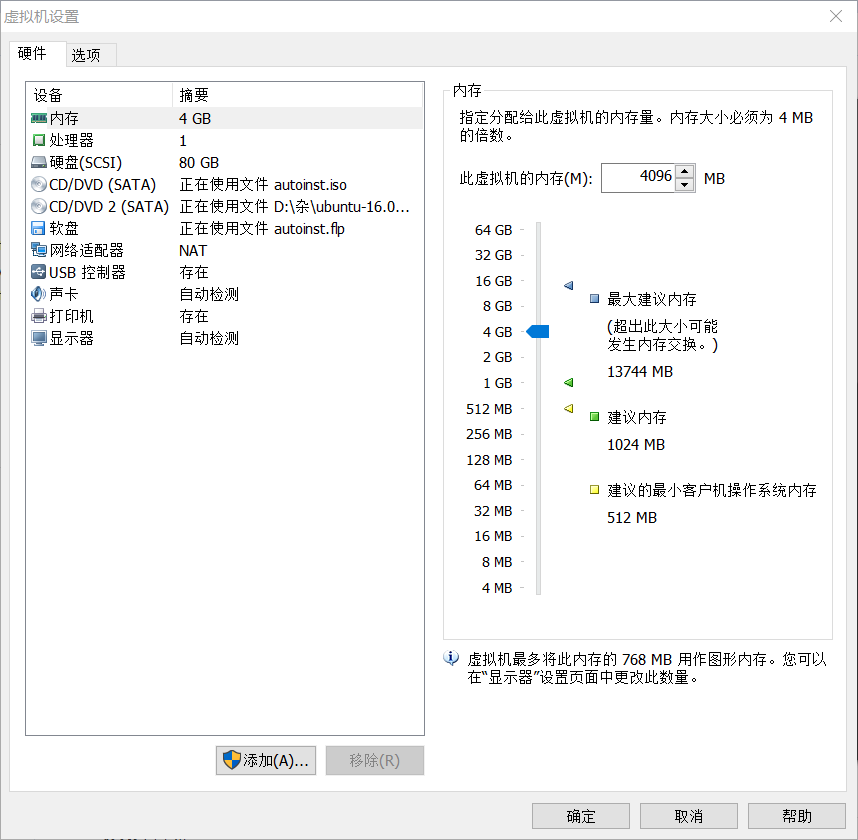 虚拟机设置
硬件 选项
设备 摘要
内存 4 GB
处理器 1
硬盘(SCSI) 80 GB
CD/DVD (SATA) 正在使用文件 autoinst.iso
CD/DVD 2 (SATA) 正在使用文件 D:\杂\ubuntu-16.0...
软盘 正在使用文件 autoinst.flp
网络适配器 NAT
USB 控制器 存在
声卡 自动检测
打印机 存在
显示器 自动检测
添加(A)... 移除(R)
内存
指定分配给此虚拟机的内存量。内存大小必须为 4 MB
的倍数。
此虚拟机的内存(M): 4096 MB
64 GB
32 GB
16 GB
8 GB
4 GB
2 GB
1 GB
512 MB
256 MB
128 MB
64 MB
32 MB
16 MB
8 MB
4 MB
最大建议内存
(超出此大小可能
发生内存交换。)
13744 MB
建议内存
1024 MB
建议的最小客户机操作系统内存
512 MB
虚拟机最多将此内存的 768 MB 用作图形内存。您可以
在“显示器”设置页面中更改此数量。
确定 取消 帮助